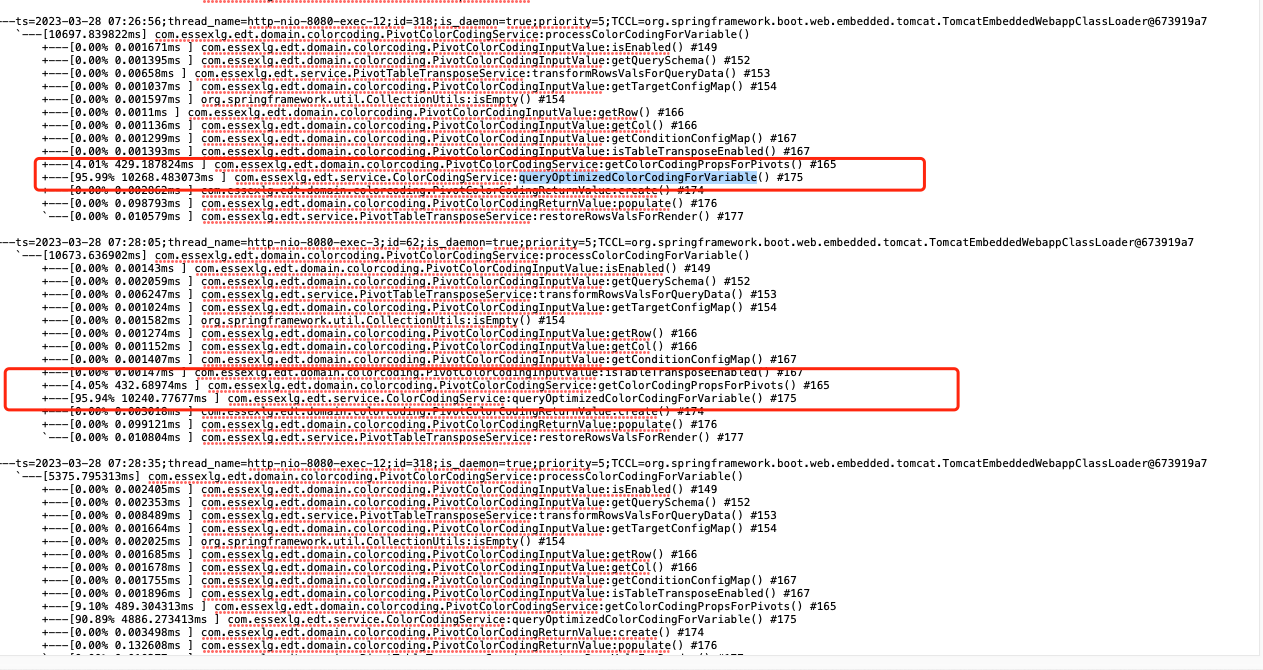 ---ts=2023-03-28 07:26:56;thread_name=http-nio-8080-exec-12;id=318;is_daemon=true;priority=5;TCCL=org.springframework.boot.web.embedded.tomcat.TomcatEmbeddedWebappClassLoader@673919a7
`---[10697.839822ms] com.essexlg.edt.domain.colorcoding.PivotColorCodingService:processColorCodingForVariable()
+---[0.00% 0.001671ms ] com.essexlg.edt.domain.colorcoding.PivotColorCodingInputValue:isEnabled() #149
+---[0.00% 0.001395ms ] com.essexlg.edt.domain.colorcoding.PivotColorCodingInputValue:getQuerySchema() #152
+---[0.00% 0.00658ms ] com.essexlg.edt.service.PivotTableTransposeService:transformRowsValsForQueryData() #153
+---[0.00% 0.001037ms ] com.essexlg.edt.domain.colorcoding.PivotColorCodingInputValue:getTargetConfigMap() #154
+---[0.00% 0.001597ms ] org.springframework.util.CollectionUtils:isEmpty() #154
+---[0.00% 0.0011ms ] com.essexlg.edt.domain.colorcoding.PivotColorCodingInputValue:getRow() #166
+---[0.00% 0.001136ms ] com.essexlg.edt.domain.colorcoding.PivotColorCodingInputValue:getCol() #166
+---[0.00% 0.001299ms ] com.essexlg.edt.domain.colorcoding.PivotColorCodingInputValue:getConditionConfigMap() #167
+---[0.00% 0.001393ms ] com.essexlg.edt.domain.colorcoding.PivotColorCodingInputValue:isTableTransposeEnabled() #167
+---[4.01% 429.187824ms ] com.essexlg.edt.domain.colorcoding.PivotColorCodingService:getColorCodingPropsForPivots() #165
+---[95.99% 10268.483073ms ] com.essexlg.edt.service.ColorCodingService:queryOptimizedColorCodingForVariable() #175
+---[0.00% 0.002862ms ] com.essexlg.edt.domain.colorcoding.PivotColorCodingReturnValue:create() #174
+---[0.00% 0.098793ms ] com.essexlg.edt.domain.colorcoding.PivotColorCodingReturnValue:populate() #176
`---[0.00% 0.010579ms ] com.essexlg.edt.service.PivotTableTransposeService:restoreRowsValsForRender() #177
---ts=2023-03-28 07:28:05;thread_name=http-nio-8080-exec-3;id=62;is_daemon=true;priority=5;TCCL=org.springframework.boot.web.embedded.tomcat.TomcatEmbeddedWebappClassLoader@673919a7
`---[10673.636902ms] com.essexlg.edt.domain.colorcoding.PivotColorCodingService:processColorCodingForVariable()
+---[0.00% 0.00143ms ] com.essexlg.edt.domain.colorcoding.PivotColorCodingInputValue:isEnabled() #149
+---[0.00% 0.002059ms ] com.essexlg.edt.domain.colorcoding.PivotColorCodingInputValue:getQuerySchema() #152
+---[0.00% 0.006247ms ] com.essexlg.edt.service.PivotTableTransposeService:transformRowsValsForQueryData() #153
+---[0.00% 0.001024ms ] com.essexlg.edt.domain.colorcoding.PivotColorCodingInputValue:getTargetConfigMap() #154
+---[0.00% 0.001582ms ] org.springframework.util.CollectionUtils:isEmpty() #154
+---[0.00% 0.001274ms ] com.essexlg.edt.domain.colorcoding.PivotColorCodingInputValue:getRow() #166
+---[0.00% 0.001152ms ] com.essexlg.edt.domain.colorcoding.PivotColorCodingInputValue:getCol() #166
+---[0.00% 0.001407ms ] com.essexlg.edt.domain.colorcoding.PivotColorCodingInputValue:getConditionConfigMap() #167
+---[0.00% 0.00147ms ] com.essexlg.edt.domain.colorcoding.PivotColorCodingInputValue:isTableTransposeEnabled() #167
+---[4.05% 432.68974ms ] com.essexlg.edt.domain.colorcoding.PivotColorCodingService:getColorCodingPropsForPivots() #165
+---[95.94% 10240.77677ms ] com.essexlg.edt.service.ColorCodingService:queryOptimizedColorCodingForVariable() #175
+---[0.00% 0.003018ms ] com.essexlg.edt.domain.colorcoding.PivotColorCodingReturnValue:create() #174
+---[0.00% 0.099121ms ] com.essexlg.edt.domain.colorcoding.PivotColorCodingReturnValue:populate() #176
`---[0.00% 0.010804ms ] com.essexlg.edt.service.PivotTableTransposeService:restoreRowsValsForRender() #177
---ts=2023-03-28 07:28:35;thread_name=http-nio-8080-exec-12;id=318;is_daemon=true;priority=5;TCCL=org.springframework.boot.web.embedded.tomcat.TomcatEmbeddedWebappClassLoader@673919a7
`---[5375.795313ms] com.essexlg.edt.domain.colorcoding.PivotColorCodingService:processColorCodingForVariable()
+---[0.00% 0.002405ms ] com.essexlg.edt.domain.colorcoding.PivotColorCodingInputValue:isEnabled() #149
+---[0.00% 0.002353ms ] com.essexlg.edt.domain.colorcoding.PivotColorCodingInputValue:getQuerySchema() #152
+---[0.00% 0.008489ms ] com.essexlg.edt.service.PivotTableTransposeService:transformRowsValsForQueryData() #153
+---[0.00% 0.001664ms ] com.essexlg.edt.domain.colorcoding.PivotColorCodingInputValue:getTargetConfigMap() #154
+---[0.00% 0.002025ms ] org.springframework.util.CollectionUtils:isEmpty() #154
+---[0.00% 0.001685ms ] com.essexlg.edt.domain.colorcoding.PivotColorCodingInputValue:getRow() #166
+---[0.00% 0.001678ms ] com.essexlg.edt.domain.colorcoding.PivotColorCodingInputValue:getCol() #166
+---[0.00% 0.001755ms ] com.essexlg.edt.domain.colorcoding.PivotColorCodingInputValue:getConditionConfigMap() #167
+---[0.00% 0.001896ms ] com.essexlg.edt.domain.colorcoding.PivotColorCodingInputValue:isTableTransposeEnabled() #167
+---[9.10% 489.304313ms ] com.essexlg.edt.domain.colorcoding.PivotColorCodingService:getColorCodingPropsForPivots() #165
+---[90.89% 4886.273413ms ] com.essexlg.edt.service.ColorCodingService:queryOptimizedColorCodingForVariable() #175
+---[0.00% 0.003498ms ] com.essexlg.edt.domain.colorcoding.PivotColorCodingReturnValue:create() #174
+---[0.00% 0.132608ms ] com.essexlg.edt.domain.colorcoding.PivotColorCodingReturnValue:populate() #176